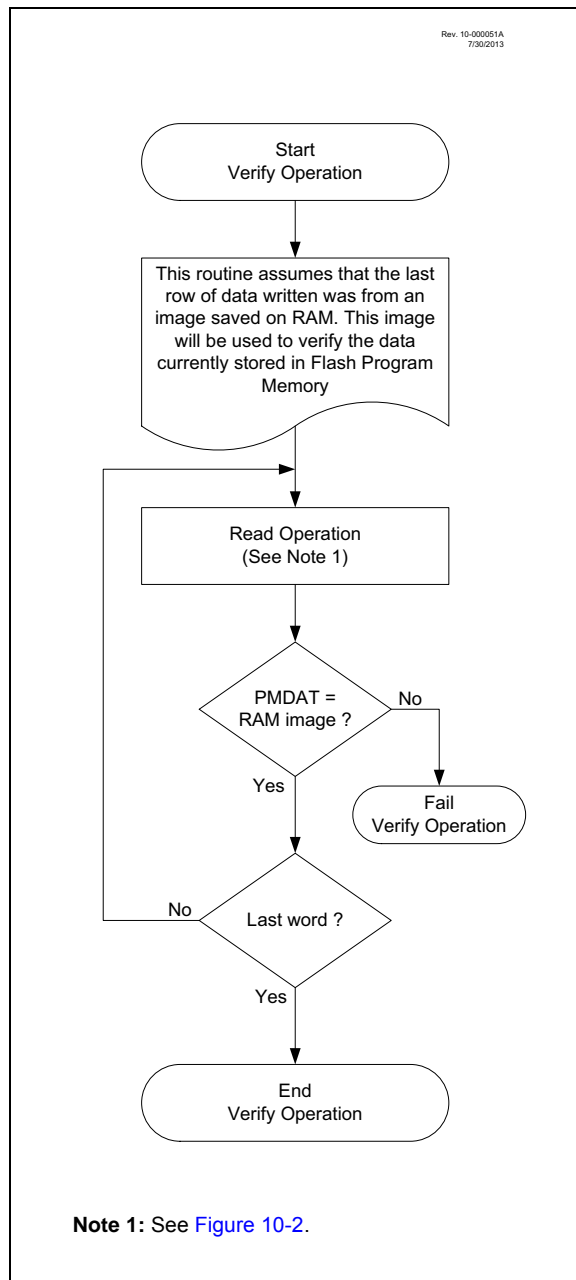 Rev. 10-000051A
7/30/2013
Start
Verify Operation
This routine assumes that the last
row of data written was from an
image saved on RAM. This image
will be used to verify the data
currently stored in Flash Program
Memory
Read Operation
(See Note 1)
PMDAT =
RAM image ?
No
Yes
Fail
Verify Operation
Last word ?
No
Yes
End
Verify Operation
Note 1: See Figure 10-2.